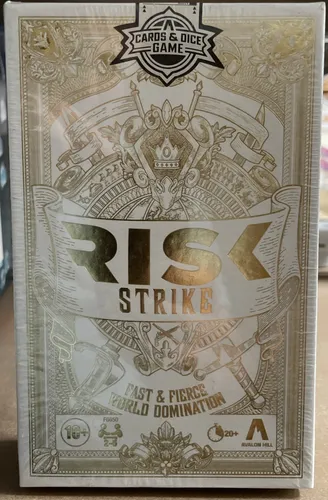 CARDS & DICE
GAME
RISK
STRIKE
FAST & FIERCE
WORLD DOMINATION
10+
20+
AVALON HILL